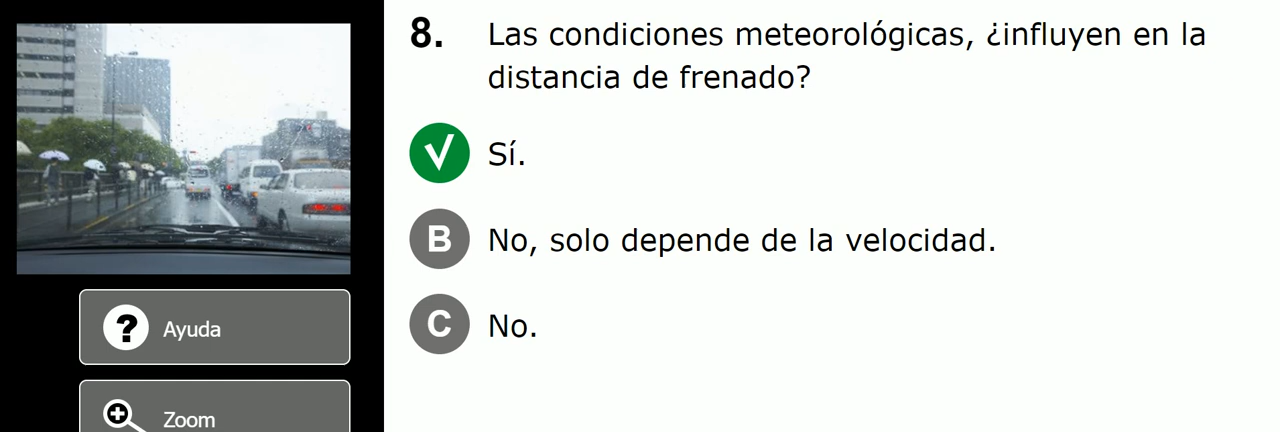 8. Las condiciones meteorológicas, ¿influyen en la
distancia de frenado?
Sí.
B No, solo depende de la velocidad.
C No.
? Ayuda
Zoom